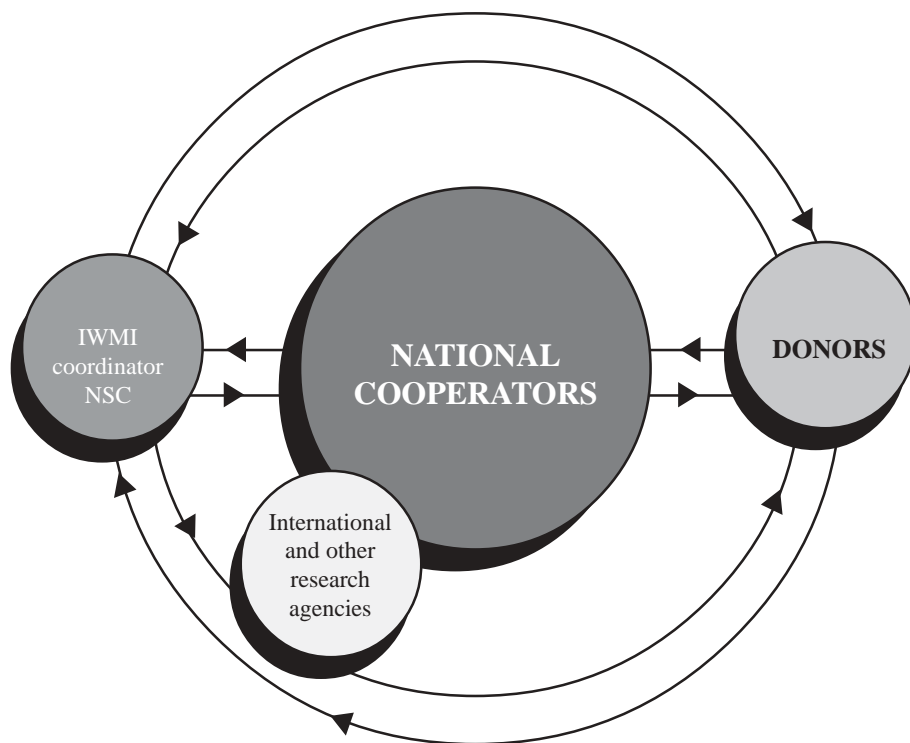 IWMI
coordinator
NSC
NATIONAL
COOPERATORS
DONORS
International
and other
research
agencies